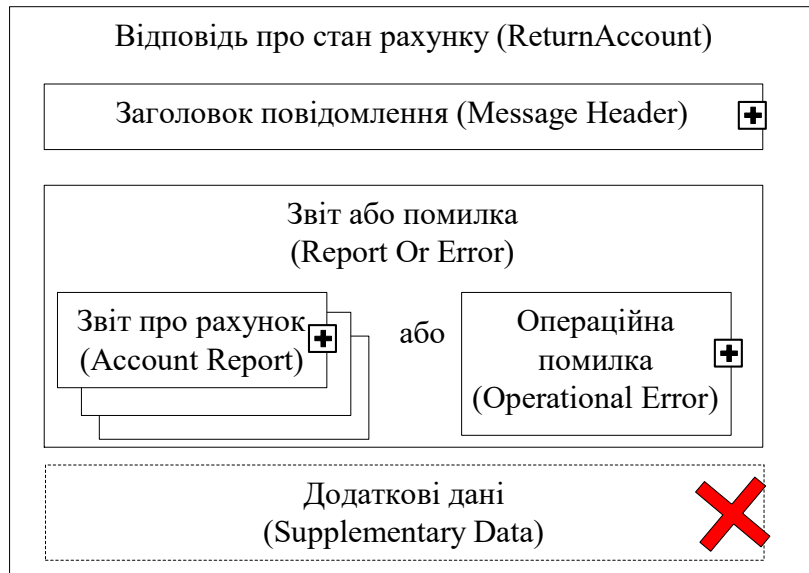 Відповідь про стан рахунку (ReturnAccount)
Заголовок повідомлення (Message Header)
Звіт або помилка
(Report Or Error)
Звіт про рахунок
(Account Report)
або
Операційна
помилка
(Operational Error)
Додаткові дані
(Supplementary Data)